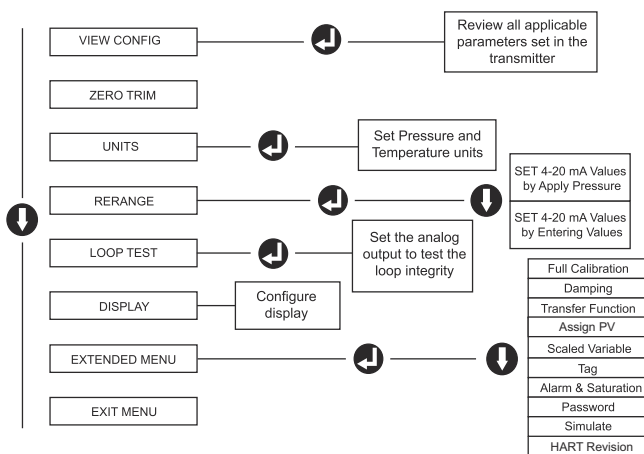 VIEW CONFIG
Review all applicable
parameters set in the
transmitter
ZERO TRIM
UNITS
Set Pressure and
Temperature units
RERANGE
SET 4-20 mA Values
by Apply Pressure
SET 4-20 mA Values
by Entering Values
LOOP TEST
Set the analog
output to test the
loop integrity
DISPLAY
Configure
display
EXTENDED MENU
Full Calibration
Damping
Transfer Function
Assign PV
Scaled Variable
Tag
Alarm & Saturation
Password
Simulate
HART Revision
EXIT MENU